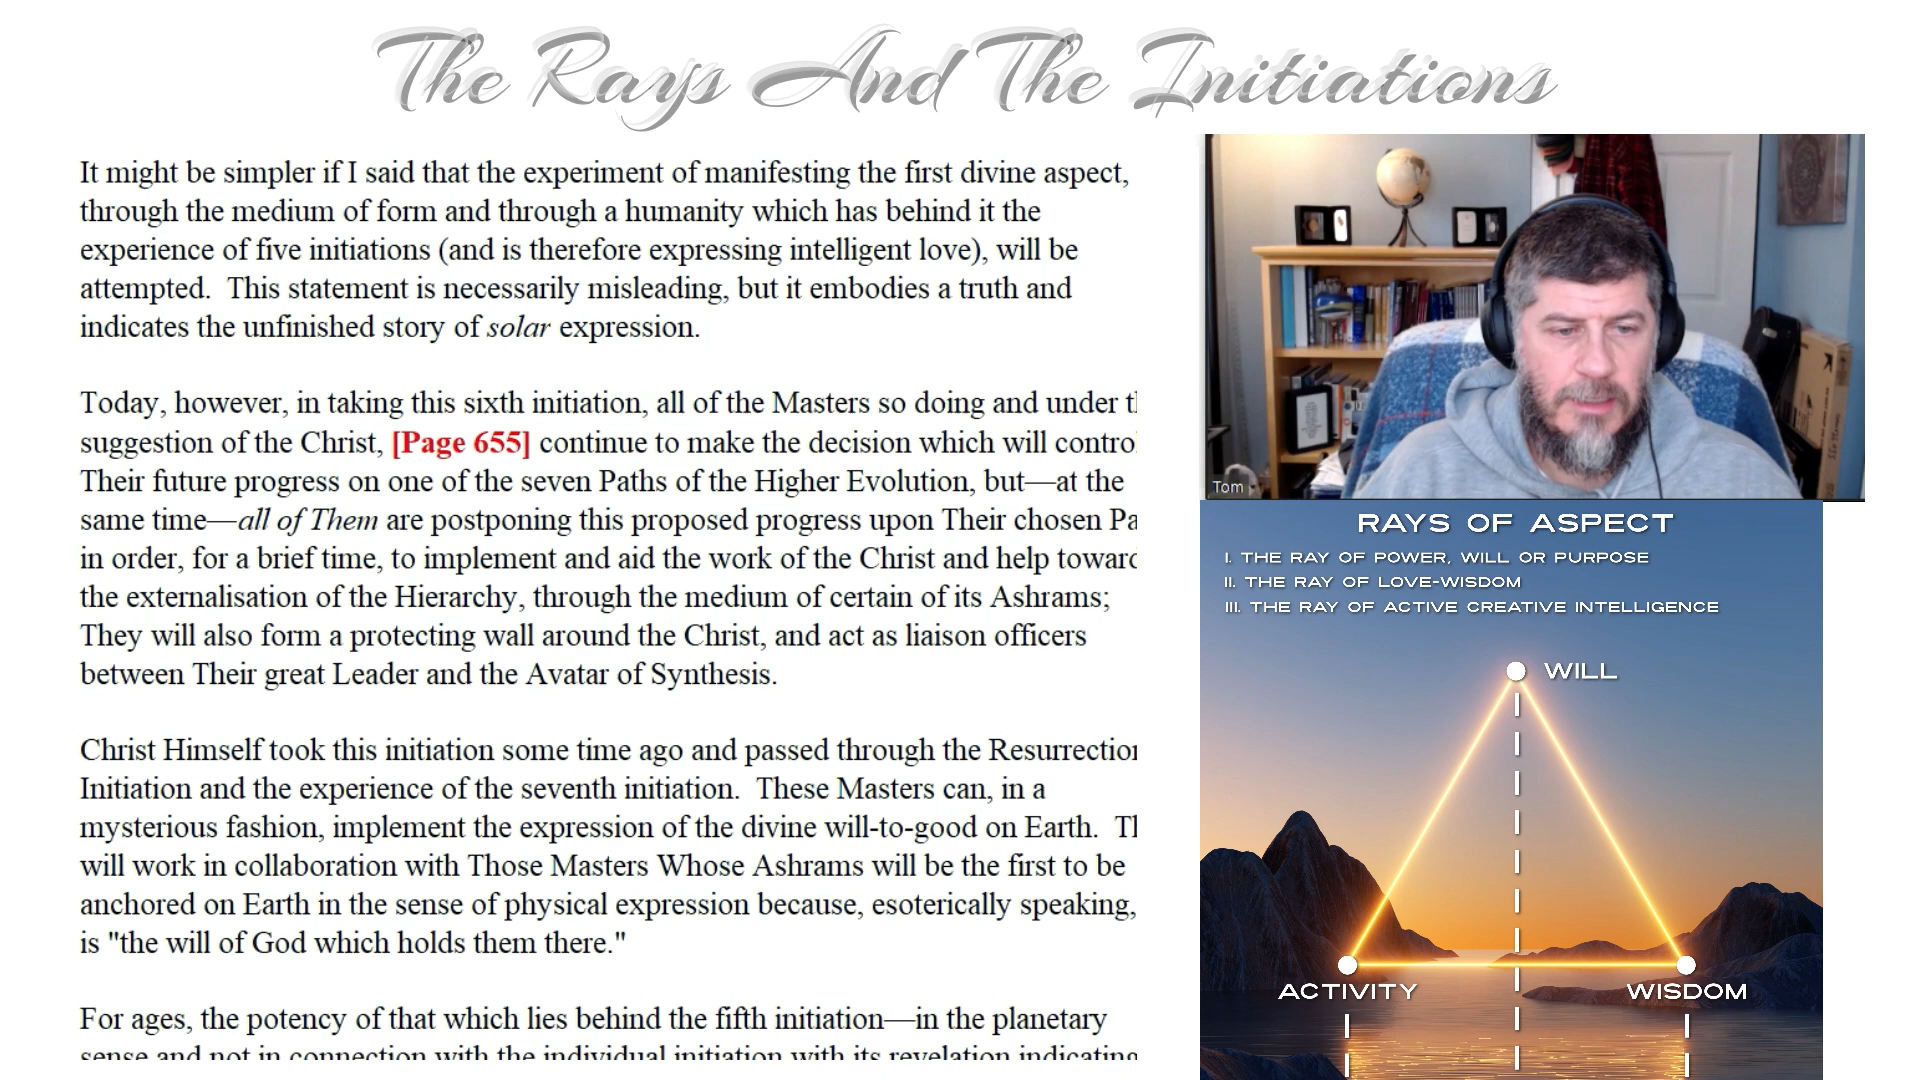 The Rays And The Initiations
It might be simpler if I said that the experiment of manifesting the first divine aspect,
through the medium of form and through a humanity which has behind it the
experience of five initiations (and is therefore expressing intelligent love), will be
attempted.  This statement is necessarily misleading, but it embodies a truth and
indicates the unfinished story of solar expression.
Today, however, in taking this sixth initiation, all of the Masters so doing and under
suggestion of the Christ, [Page 655] continue to make the decision which will
Their future progress on one of the seven Paths of the Higher Evolution, but—at the
same time—all of Them are postponing this proposed progress upon Their chosen
in order, for a brief time, to implement and aid the work of the Christ and help
the externalisation of the Hierarchy, through the medium of certain of its Ashrams;
They will also form a protecting wall around the Christ, and act as liaison officers
between Their great Leader and the Avatar of Synthesis.
Christ Himself took this initiation some time ago and passed through the
Initiation and the experience of the seventh initiation.  These Masters can, in a
mysterious fashion, implement the expression of the divine will-to-good on Earth.
will work in collaboration with Those Masters Whose Ashrams will be the first to be
anchored on Earth in the sense of physical expression because, esoterically speaking,
is "the will of God which holds them there."
For ages, the potency of that which lies behind the fifth initiation—in the planetary
sense and not in connection with the individual initiation with its revelation indicating
Tom
RAYS OF ASPECT
I. THE RAY OF POWER, WILL OR PURPOSE
II. THE RAY OF LOVE-WISDOM
III. THE RAY OF ACTIVE CREATIVE INTELLIGENCE
WILL
ACTIVITY
WISDOM